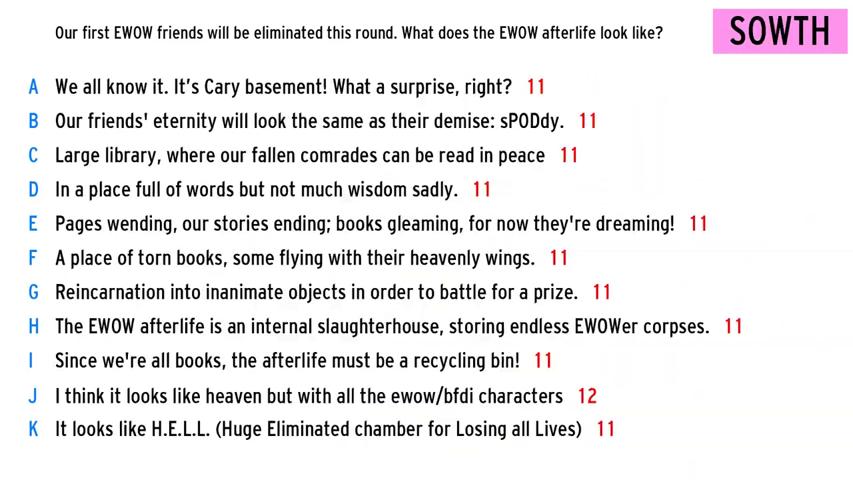 Our first EWOW friends will be eliminated this round. What does the EWOW afterlife look like?
SOWTH
A We all know it. It's Cary basement! What a surprise, right? 11
B Our friends' eternity will look the same as their demise: sPODdy. 11
C Large library, where our fallen comrades can be read in peace 11
D In a place full of words but not much wisdom sadly. 11
E Pages wending, our stories ending; books gleaming, for now they're dreaming! 11
F A place of torn books, some flying with their heavenly wings. 11
G Reincarnation into inanimate objects in order to battle for a prize. 11
H The EWOW afterlife is an internal slaughterhouse, storing endless EWOWer corpses. 11
I Since we're all books, the afterlife must be a recycling bin! 11
J I think it looks like heaven but with all the ewow/bfdi characters 12
K It looks like H.E.L.L. (Huge Eliminated chamber for Losing all Lives) 11